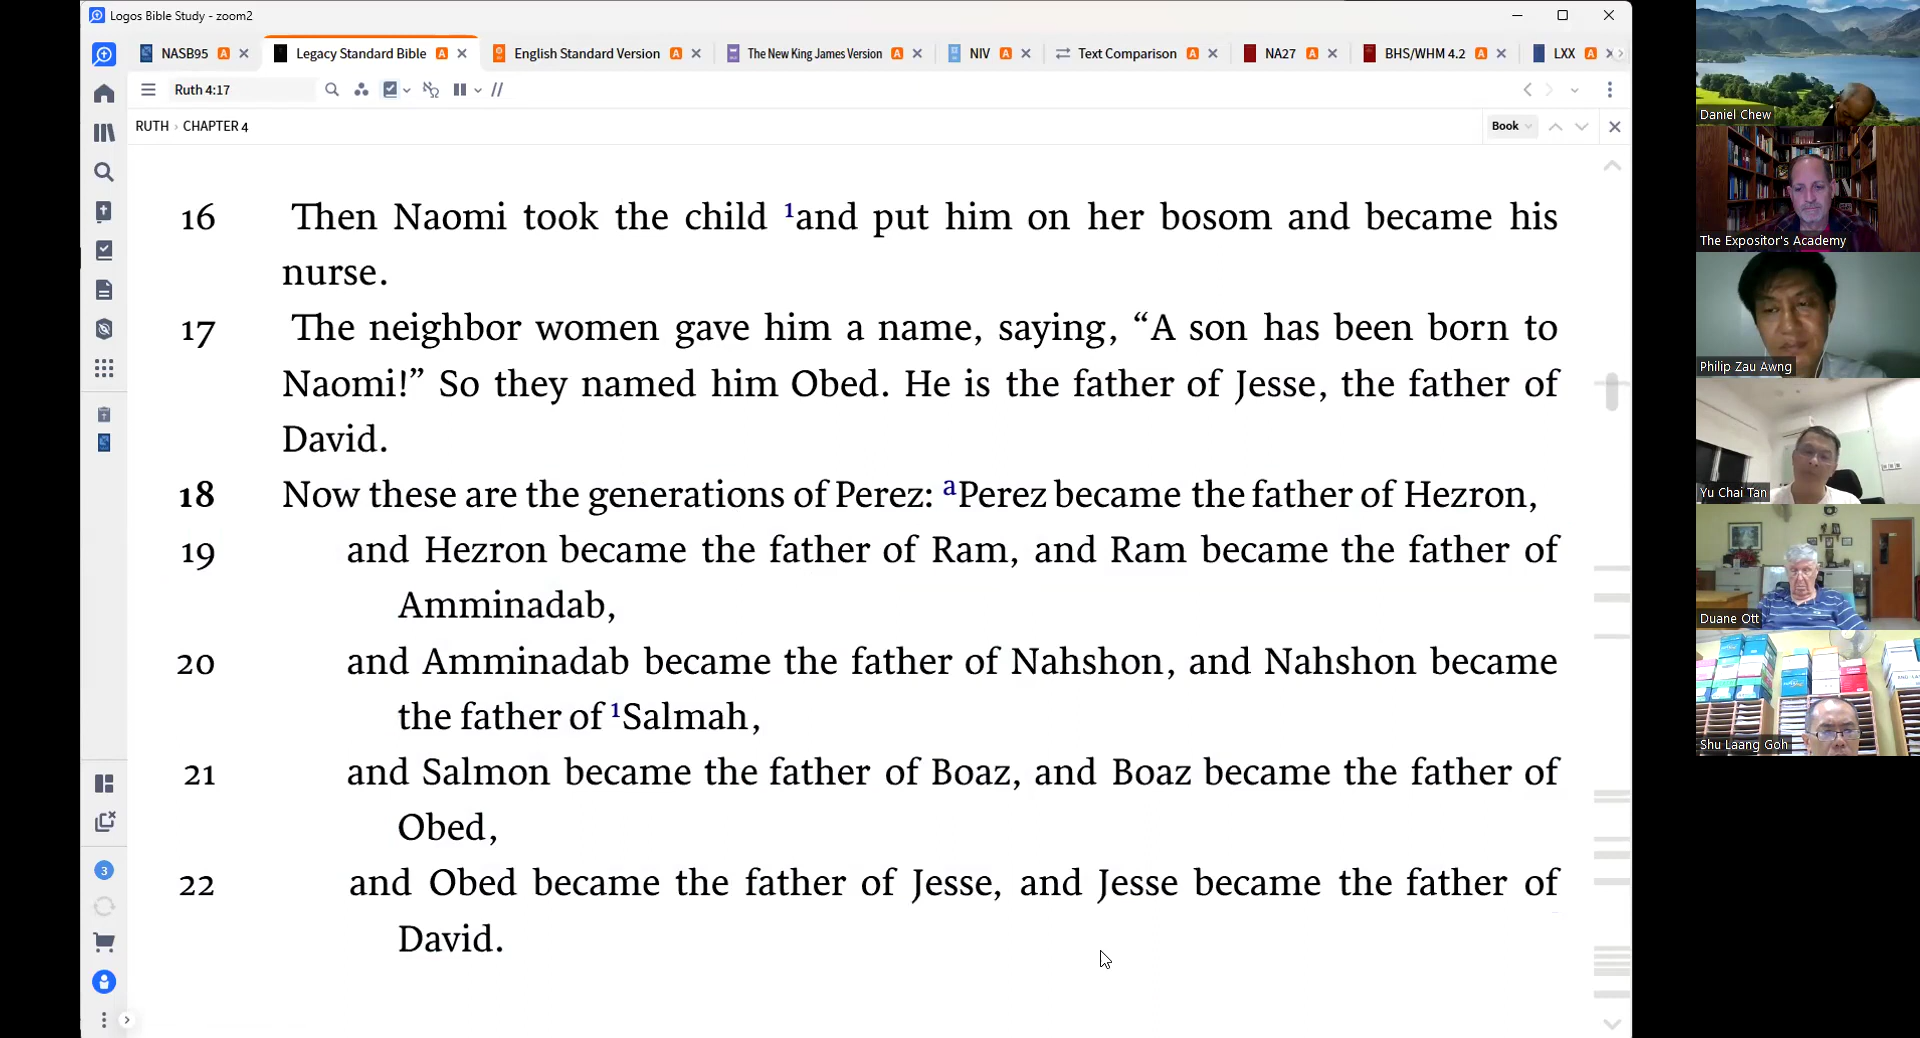 Logos Bible Study - zoom2
NASB95 A Legacy Standard Bible A English Standard Version A The New King James Version A NIV A Text Comparison A NA27 A BHS/WHM 4.2 A LXX A
Ruth 4:17
RUTH › CHAPTER 4 Book
16 Then Naomi took the child 1and put him on her bosom and became his
nurse.
17 The neighbor women gave him a name, saying, “A son has been born to
Naomi!” So they named him Obed. He is the father of Jesse, the father of
David.
18 Now these are the generations of Perez: aPerez became the father of Hezron,
19 and Hezron became the father of Ram, and Ram became the father of
Amminadab,
20 and Amminadab became the father of Nahshon, and Nahshon became
the father of 1Salmah,
21 and Salmon became the father of Boaz, and Boaz became the father of
Obed,
22 and Obed became the father of Jesse, and Jesse became the father of
David.
3
Daniel Chew
The Expositor's Academy
Philip Zau Awng
Yu Chai Tan
Duane Ott
Shu Laang Goh